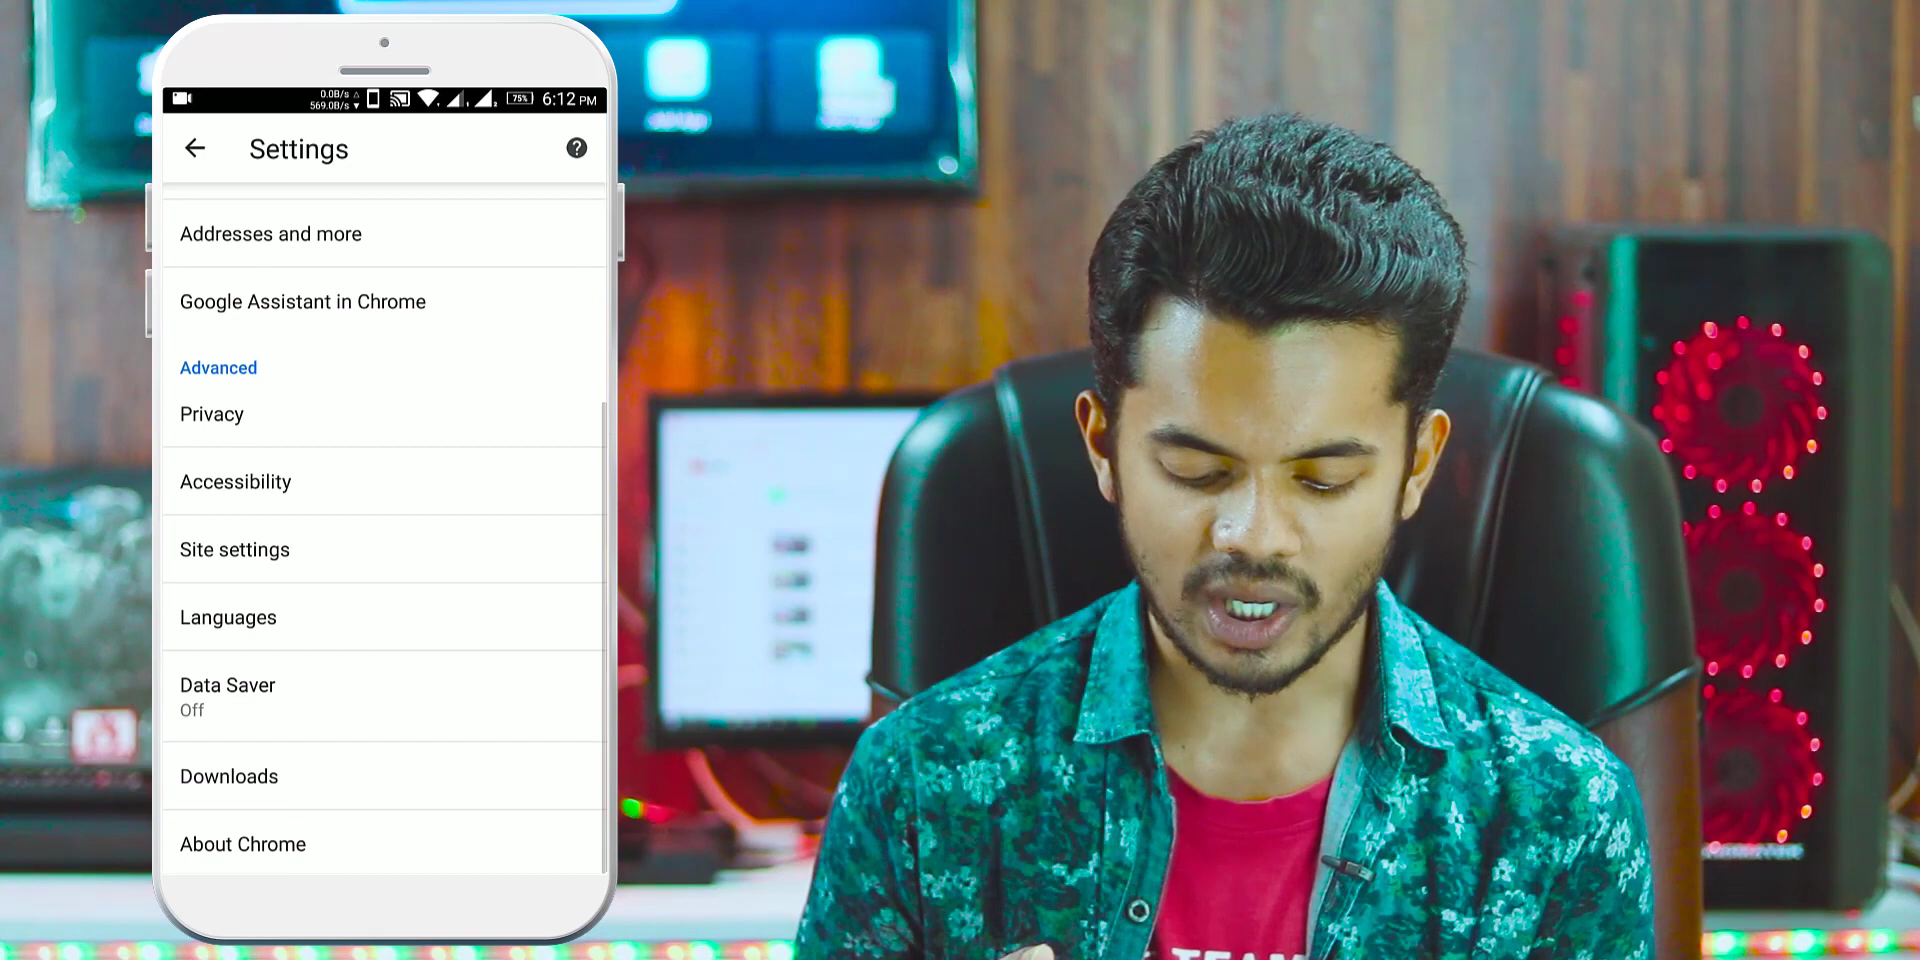 0.0B/s
569.0B/s
75%
6:12 PM
Settings
Addresses and more
Google Assistant in Chrome
Advanced
Privacy
Accessibility
Site settings
Languages
Data Saver
Off
Downloads
About Chrome
TEAM